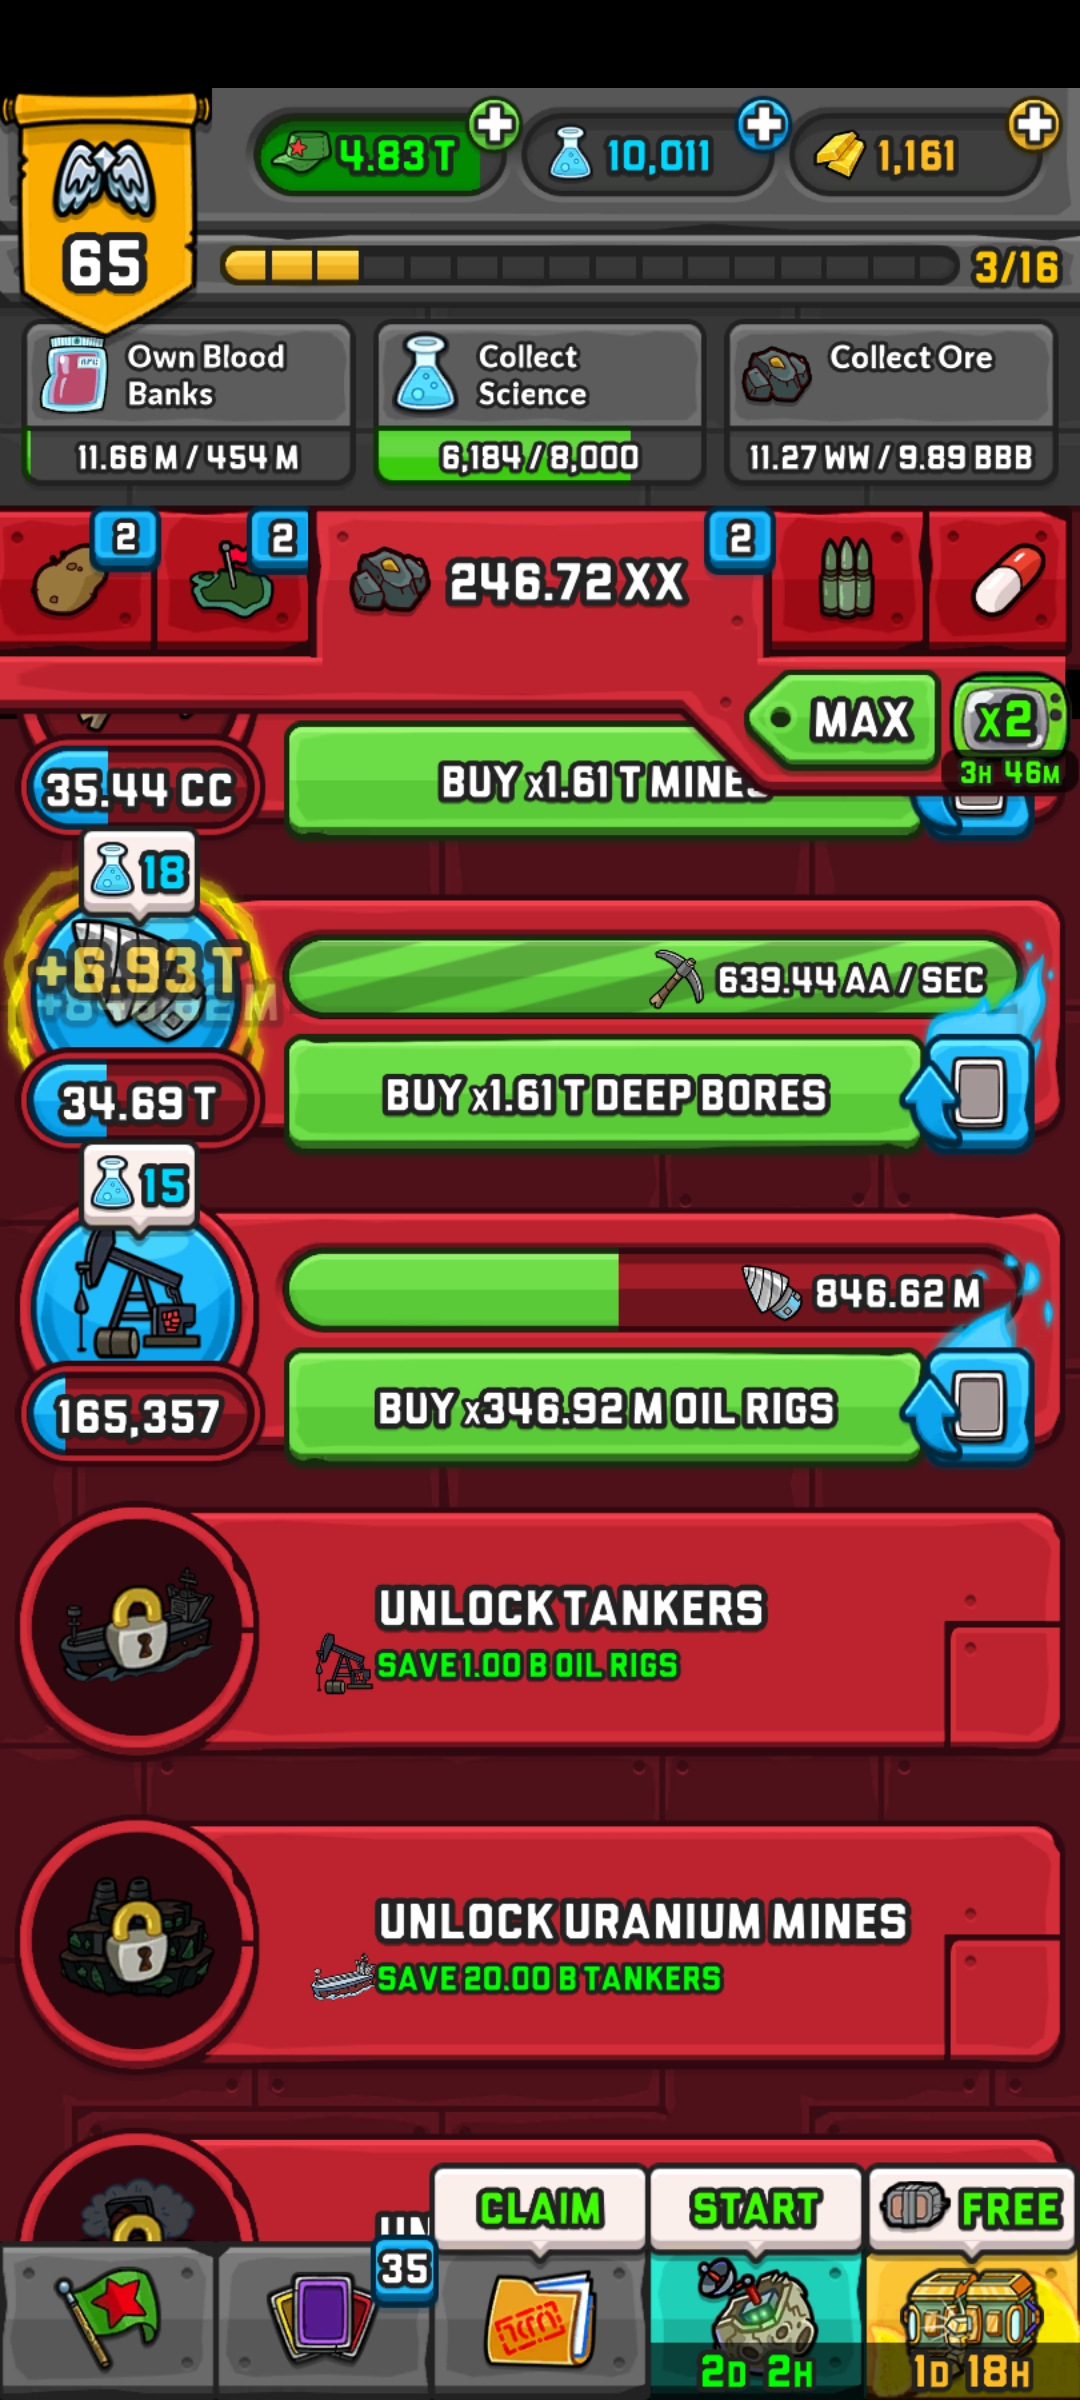 4.83 T
10,011
1,161
65
3/16
Own Blood
Banks
11.66 M / 454 M
Collect
Science
6,184 / 8,000
Collect Ore
11.27 WW / 9.89 BBB
2
2
246.72 XX
2
MAX
x2
3H 46M
35.44 CC
BUY x1.61 T MINES
18
+6.93 T
639.44 AA / SEC
34.69 T
BUY x1.61 T DEEP BORES
15
846.62 M
165,357
BUY x346.92 M OIL RIGS
UNLOCK TANKERS
SAVE 1.00 B OIL RIGS
UNLOCK URANIUM MINES
SAVE 20.00 B TANKERS
CLAIM
START
FREE
35
2D 2H
1D 18H